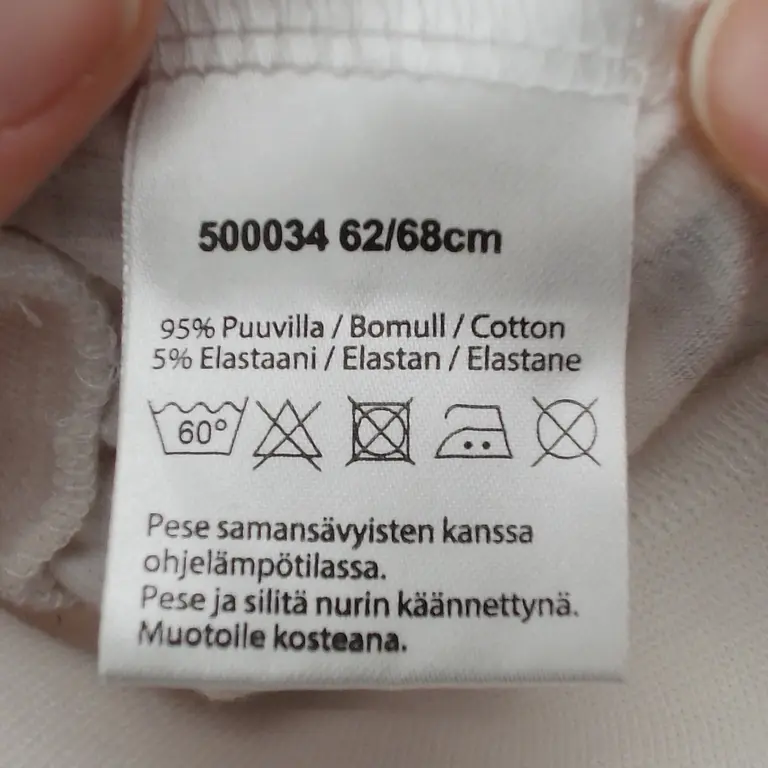 500034 62/68cm
95% Puuvilla / Bomull / Cotton
5% Elastaani / Elastan / Elastane
60°
Pese samansävyisten kanssa
ohjelämpötilassa.
Pese ja silitä nurin käännettynä.
Muotoile kosteana.